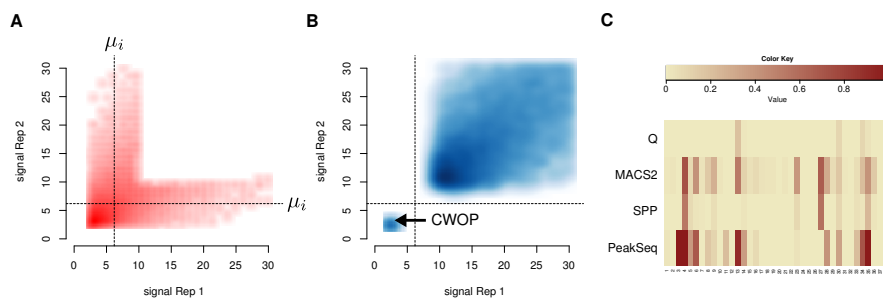 A
B
C
μi
μi
signal Rep 2
0 5 10 15 20 25 30
0 5 10 15 20 25 30
signal Rep 1
signal Rep 2
0 5 10 15 20 25 30
0 5 10 15 20 25 30
signal Rep 1
CWOP
Color Key
0 0.2 0.4 0.6 0.8
Value
Q
MACS2
SPP
PeakSeq